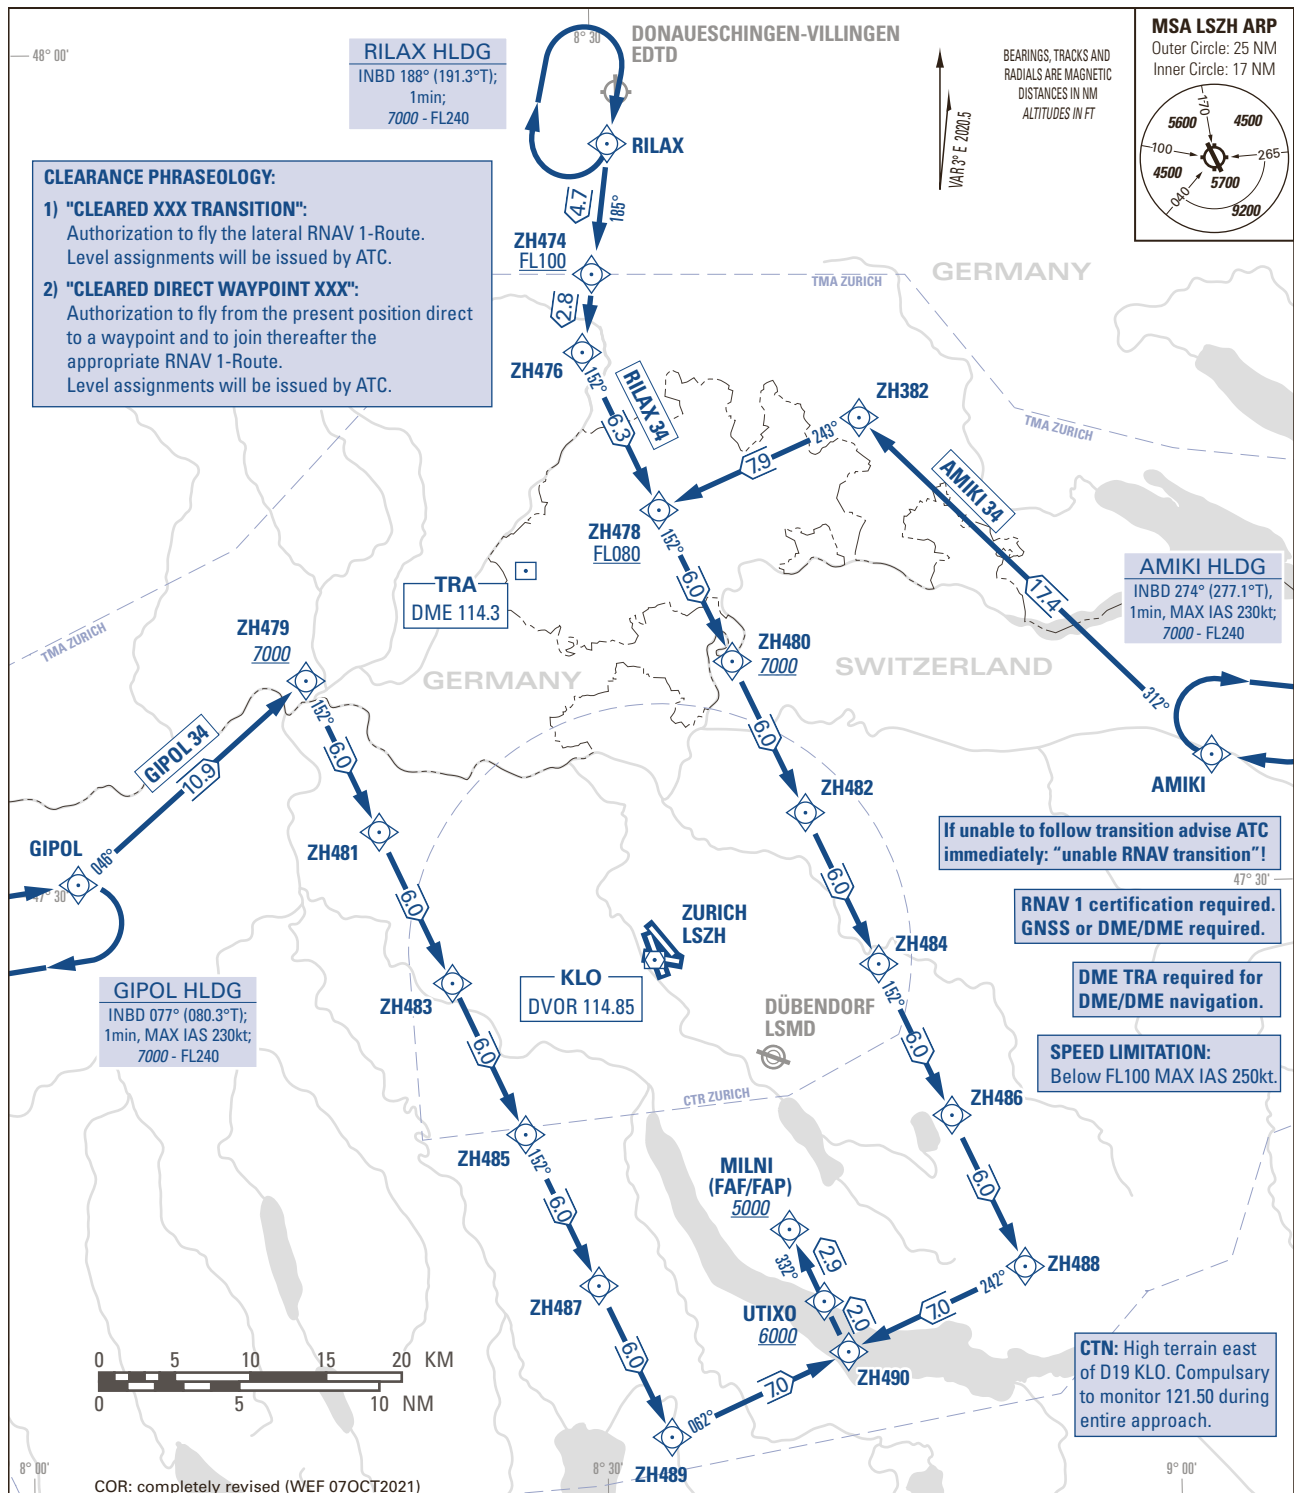 48° 00'
8° 30'
DONAUESCHINGEN-VILLINGEN
EDTD
RILAX HLDG
INBD 188° (191.3°T);
1min;
7000 - FL240
RILAX
BEARINGS, TRACKS AND
RADIALS ARE MAGNETIC
DISTANCES IN NM
ALTITUDES IN FT
VAR 3° E 2020.5
MSA LSZH ARP
Outer Circle: 25 NM
Inner Circle: 17 NM
170
5600
4500
100
265
4500
5700
040
9200
CLEARANCE PHRASEOLOGY:
1) "CLEARED XXX TRANSITION":
Authorization to fly the lateral RNAV 1-Route.
Level assignments will be issued by ATC.
2) "CLEARED DIRECT WAYPOINT XXX":
Authorization to fly from the present position direct
to a waypoint and to join thereafter the
appropriate RNAV 1-Route.
Level assignments will be issued by ATC.
4.7
185°
ZH474
FL100
TMA ZURICH
GERMANY
2.8
ZH476
152°
6.3
RILAX 34
ZH382
243°
7.9
TMA ZURICH
AMIKI 34
ZH478
FL080
152°
6.0
17.4
312°
AMIKI HLDG
INBD 274° (277.1°T),
1min, MAX IAS 230kt;
7000 - FL240
TRA
DME 114.3
TMA ZURICH
ZH479
7000
ZH480
7000
GERMANY
SWITZERLAND
152°
6.0
6.0
GIPOL 34
10.9
046°
AMIKI
ZH482
ZH481
GIPOL
47° 30'
If unable to follow transition advise ATC
immediately: “unable RNAV transition”!
47° 30'
6.0
6.0
RNAV 1 certification required.
GNSS or DME/DME required.
ZURICH
LSZH
ZH484
152°
KLO
DVOR 114.85
DME TRA required for
DME/DME navigation.
ZH483
GIPOL HLDG
INBD 077° (080.3°T);
1min, MAX IAS 230kt;
7000 - FL240
DÜBENDORF
LSMD
6.0
6.0
SPEED LIMITATION:
Below FL100 MAX IAS 250kt.
CTR ZURICH
ZH486
ZH485
152°
MILNI
(FAF/FAP)
5000
6.0
6.0
332°
2.9
ZH488
242°
ZH487
UTIXO
6000
2.0
7.0
ZH490
6.0
CTN: High terrain east
of D19 KLO. Compulsary
to monitor 121.50 during
entire approach.
0 5 10 15 20 KM
0 5 10 NM
7.0
062°
ZH489
8° 00'
8° 30'
9° 00'
COR: completely revised (WEF 07OCT2021)